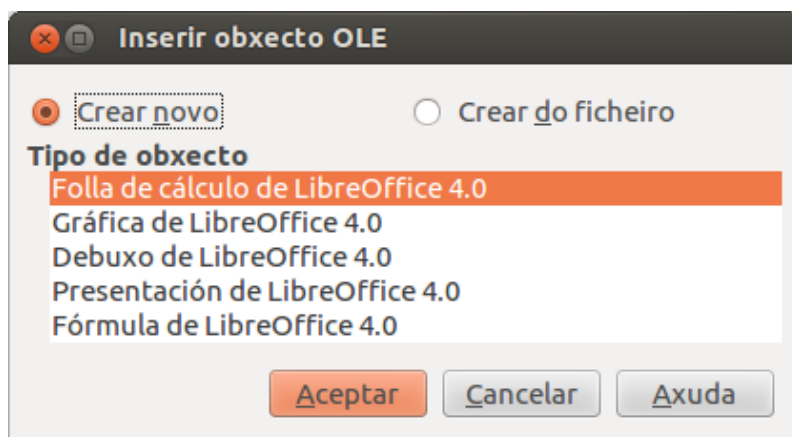 Inserir obxecto OLE
Crear novo Crear do ficheiro
Tipo de obxecto
Folla de cálculo de LibreOffice 4.0
Gráfica de LibreOffice 4.0
Debuxo de LibreOffice 4.0
Presentación de LibreOffice 4.0
Fórmula de LibreOffice 4.0
Aceptar Cancelar Axuda